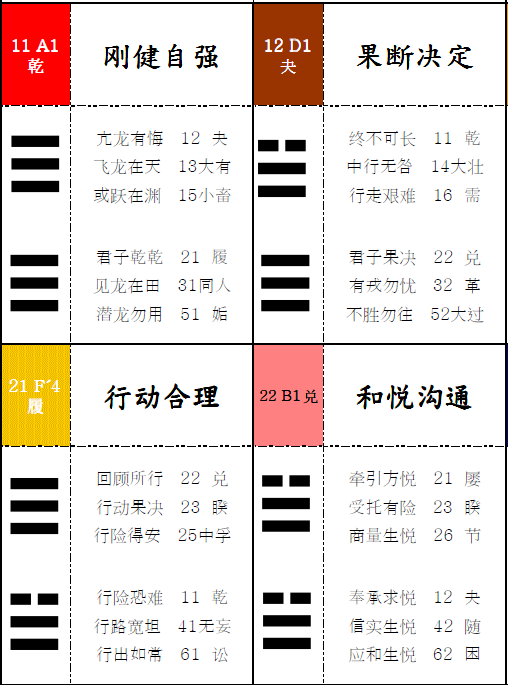 11 A1
乾
刚健自强
亢龙有悔 12 夬
飞龙在天 13大有
或跃在渊 15小畜
君子乾乾 21 履
见龙在田 31同人
潜龙勿用 51 姤
12 D1
夬
果断决定
终不可长 11 乾
中行无咎 14大壮
行走艰难 16 需
君子果决 22 兑
有戎勿忧 32 革
不胜勿往 52大过
21 F´4
履
行动合理
回顾所行 22 兑
行动果决 23 睽
行险得安 25中孚
行险恐难 11 乾
行路宽坦 41无妄
行出如常 61 讼
22 B1兑
和悦沟通
牵引方悦 21 屡
受托有险 23 睽
商量生悦 26 节
奉承求悦 12 夬
信实生悦 42 随
应和生悦 62 困